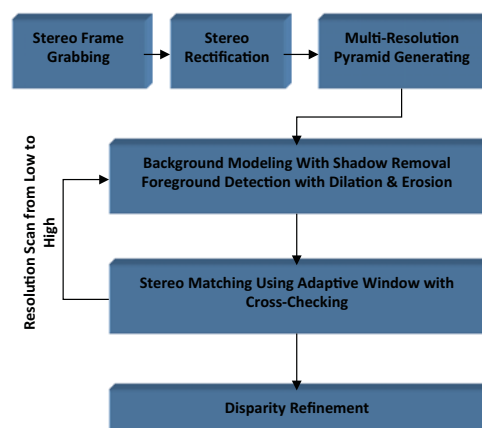 Stereo Frame
Grabbing
Stereo
Rectification
Multi-Resolution
Pyramid Generating
Background Modeling With Shadow Removal
Foreground Detection with Dilation & Erosion
Resolution Scan from Low to
High
Stereo Matching Using Adaptive Window with
Cross-Checking
Disparity Refinement